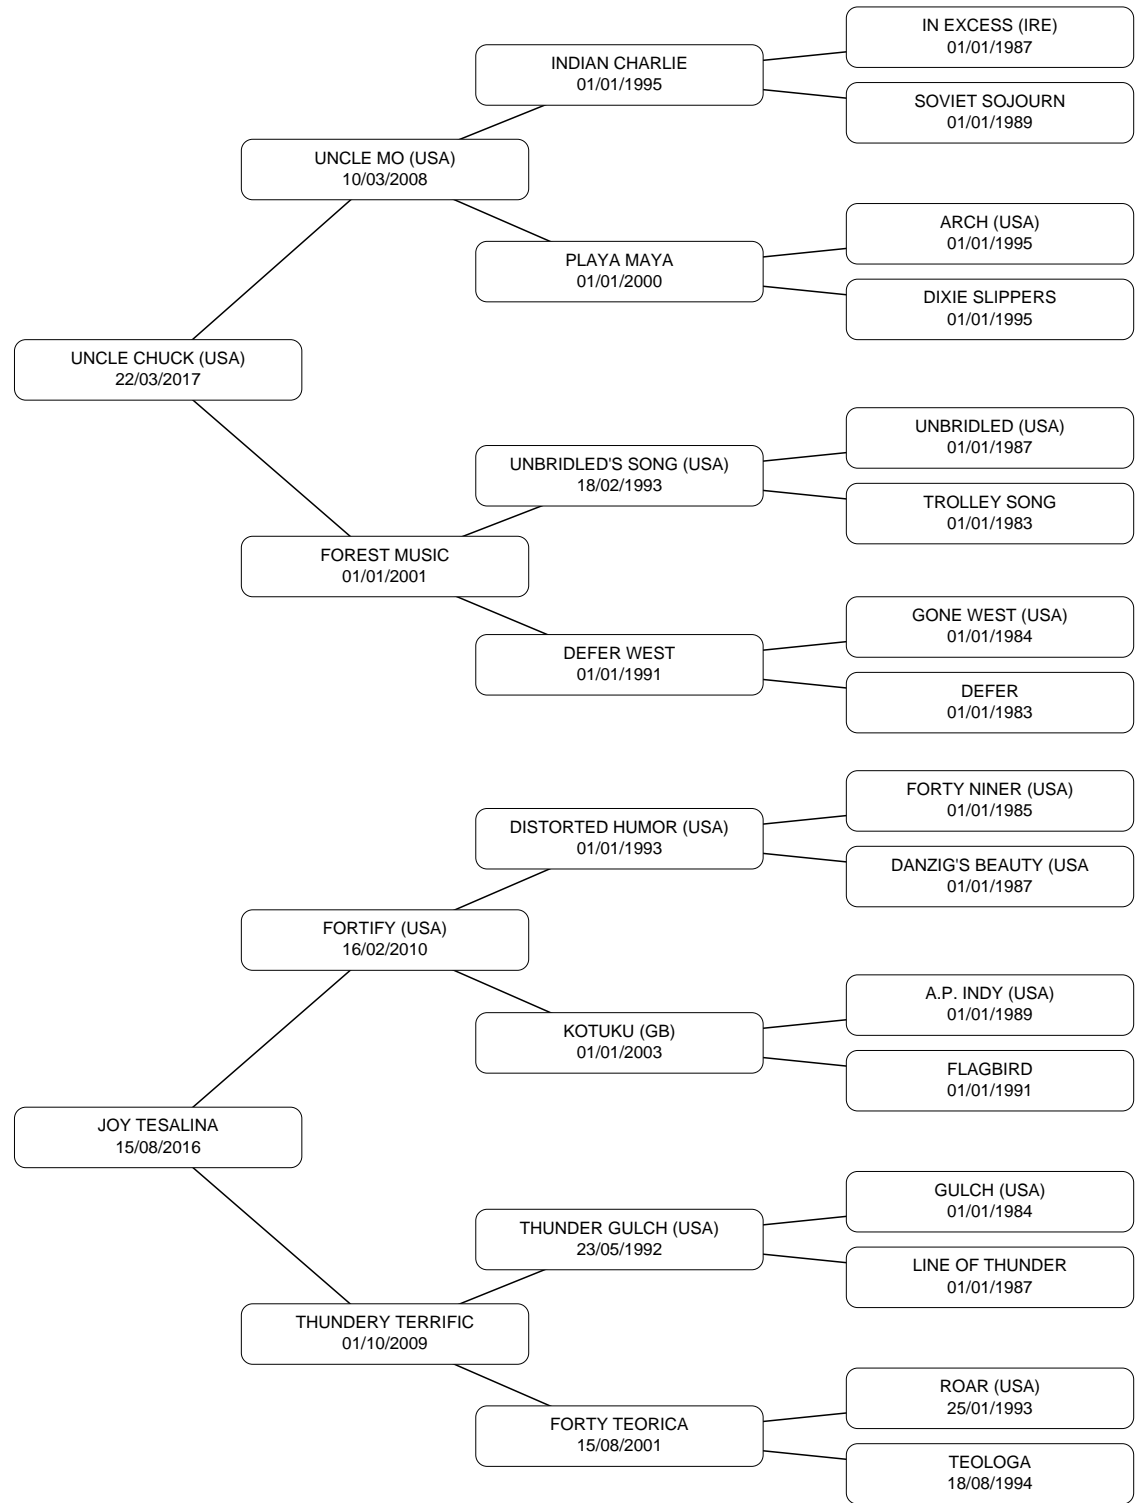 IN EXCESS (IRE)
01/01/1987
INDIAN CHARLIE
01/01/1995
SOVIET SOJOURN
01/01/1989
UNCLE MO (USA)
10/03/2008
ARCH (USA)
01/01/1995
PLAYA MAYA
01/01/2000
DIXIE SLIPPERS
01/01/1995
UNCLE CHUCK (USA)
22/03/2017
UNBRIDLED (USA)
01/01/1987
UNBRIDLED'S SONG (USA)
18/02/1993
TROLLEY SONG
01/01/1983
FOREST MUSIC
01/01/2001
GONE WEST (USA)
01/01/1984
DEFER WEST
01/01/1991
DEFER
01/01/1983
FORTY NINER (USA)
01/01/1985
DISTORTED HUMOR (USA)
01/01/1993
DANZIG'S BEAUTY (USA
01/01/1987
FORTIFY (USA)
16/02/2010
A.P. INDY (USA)
01/01/1989
KOTUKU (GB)
01/01/2003
FLAGBIRD
01/01/1991
JOY TESALINA
15/08/2016
GULCH (USA)
01/01/1984
THUNDER GULCH (USA)
23/05/1992
LINE OF THUNDER
01/01/1987
THUNDERY TERRIFIC
01/10/2009
ROAR (USA)
25/01/1993
FORTY TEORICA
15/08/2001
TEOLOGA
18/08/1994